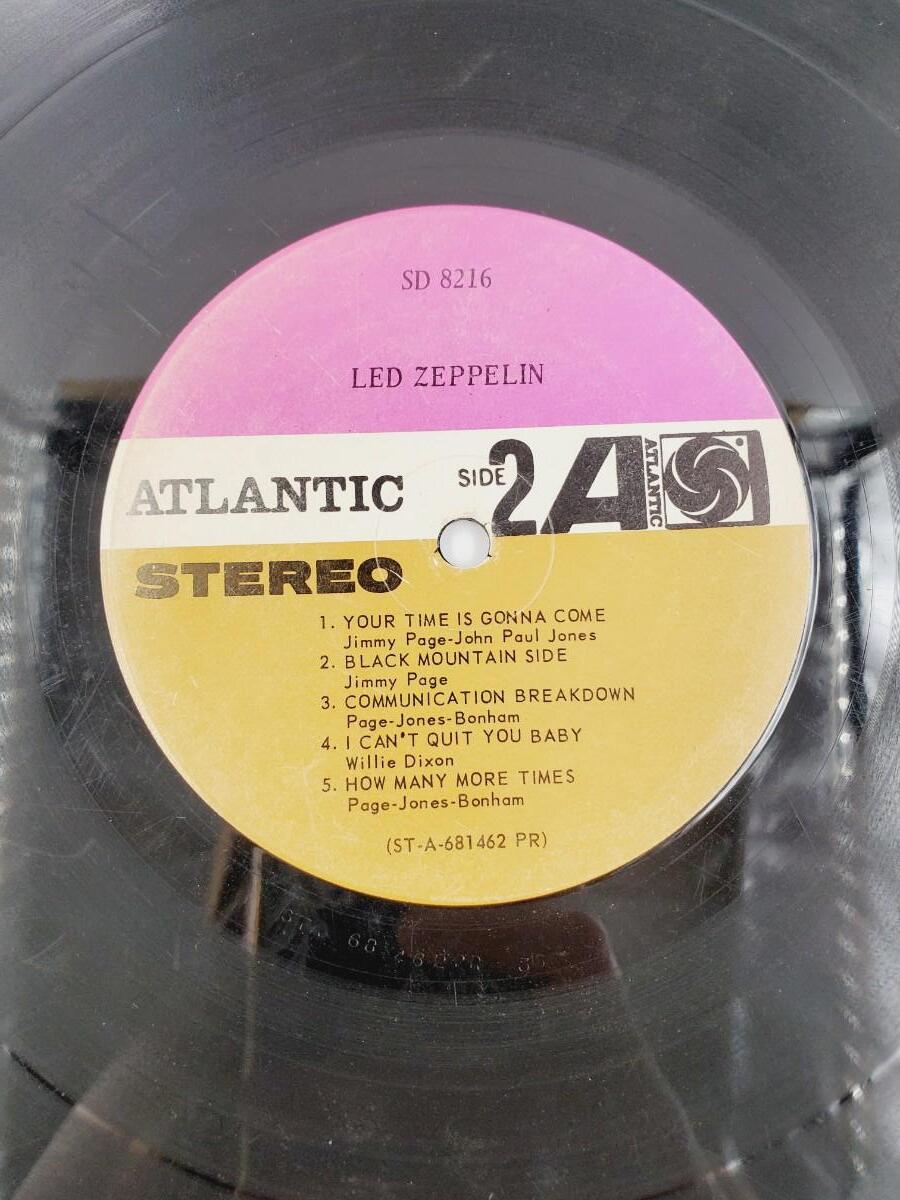 SD 8216
LED ZEPPELIN
ATLANTIC
SIDE 2
A
ATLANTIC
STEREO
1. YOUR TIME IS GONNA COME
Jimmy Page-John Paul Jones
2. BLACK MOUNTAIN SIDE
Jimmy Page
3. COMMUNICATION BREAKDOWN
Page-Jones-Bonham
4. I CAN'T QUIT YOU BABY
Willie Dixon
5. HOW MANY MORE TIMES
Page-Jones-Bonham
(ST-A-681462 PR)